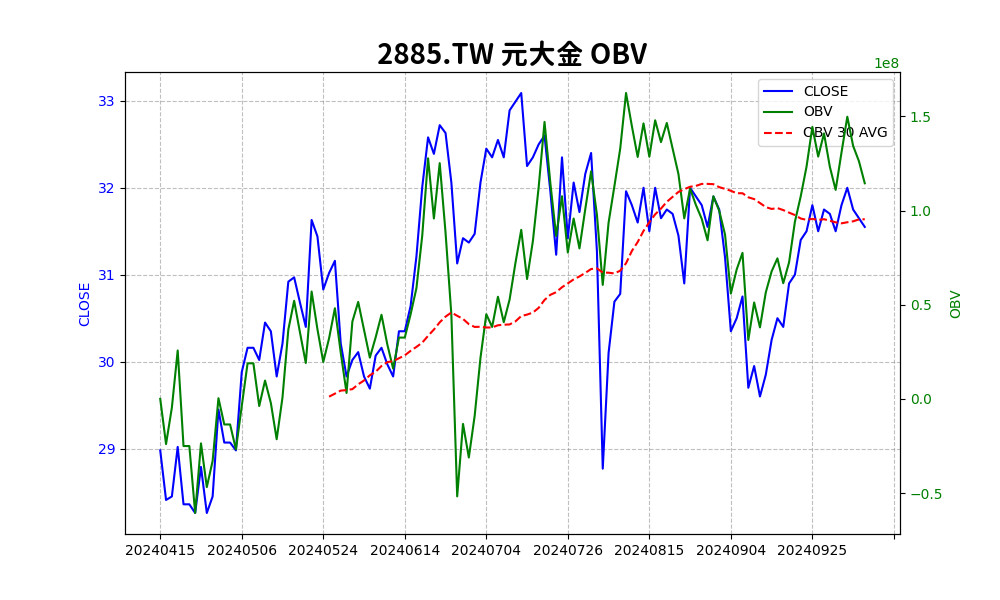 2885.TW 元大金 OBV
1e8
CLOSE
OBV
OBV 30 AVG
33
32
31
30
29
CLOSE
1.5
1.0
0.5
0.0
−0.5
OBV
20240415 20240506 20240524 20240614 20240704 20240726 20240815 20240904 20240925